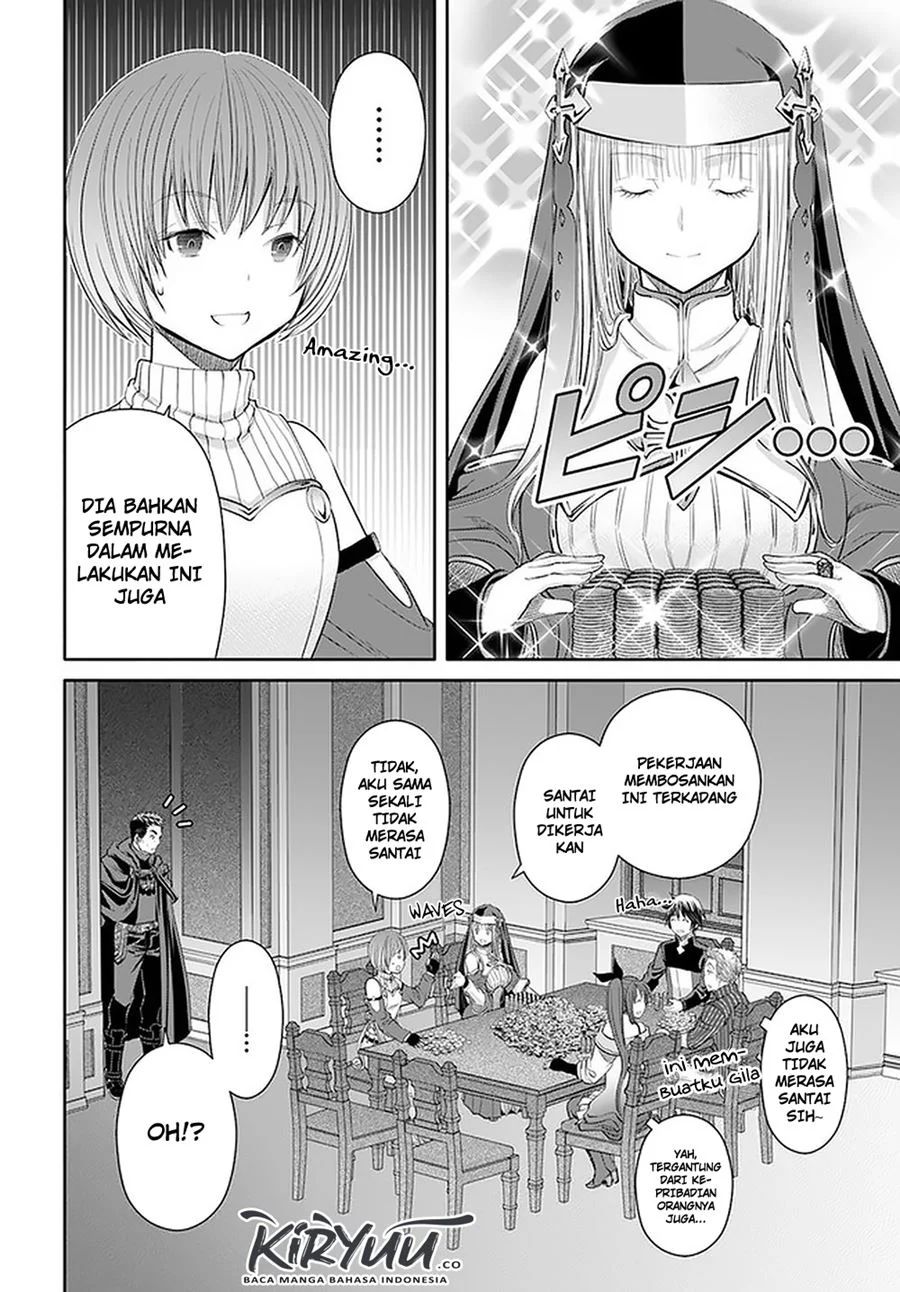 ピシ...
......
Amazing...
DIA BAHKAN
SEMPURNA
DALAM ME-
LAKUKAN INI
JUGA
PEKERJAAN
MEMBOSANKAN
INI TERKADANG
SANTAI
UNTUK
DIKERJA
KAN
Haha...
TIDAK,
AKU SAMA
SEKALI
TIDAK
MERASA
SANTAI
WAVES
AKU
JUGA
TIDAK
MERASA
SANTAI
SIH~
ini mem-
Buatku Gila
YAH,
TERGANTUNG
DARI KE-
PRIBADIAN
ORANGNYA
JUGA...
......
OH!?
KIRYUU.CO
BACA MANGA BAHASA INDONESIA